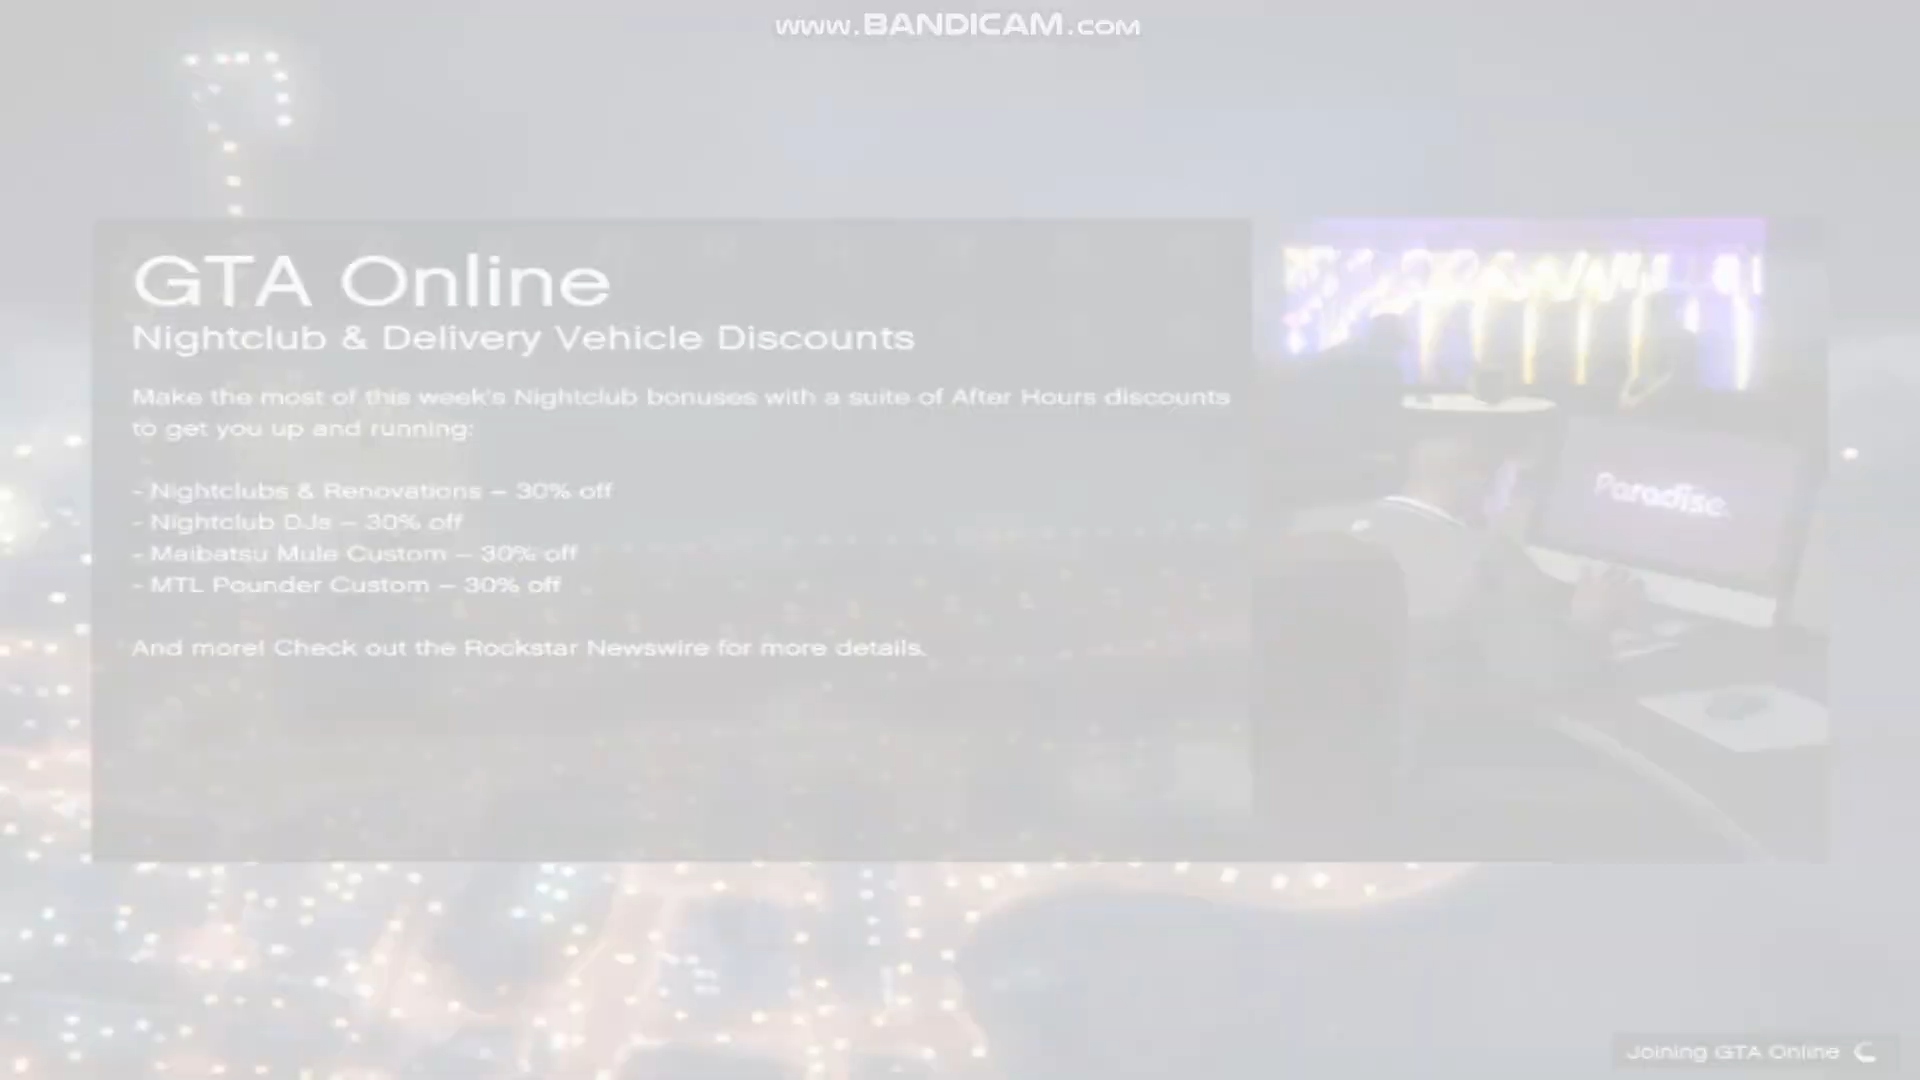 www.BANDICAM.com
GTA Online
Nightclub & Delivery Vehicle Discounts
Make the most of this week's Nightclub bonuses with a suite of After Hours discounts
to get you up and running:
- Nightclubs & Renovations – 30% off
- Nightclub DJs – 30% off
- Maibatsu Mule Custom – 30% off
- MTL Pounder Custom – 30% off
And more! Check out the Rockstar Newswire for more details.
Paradise
Joining GTA Online